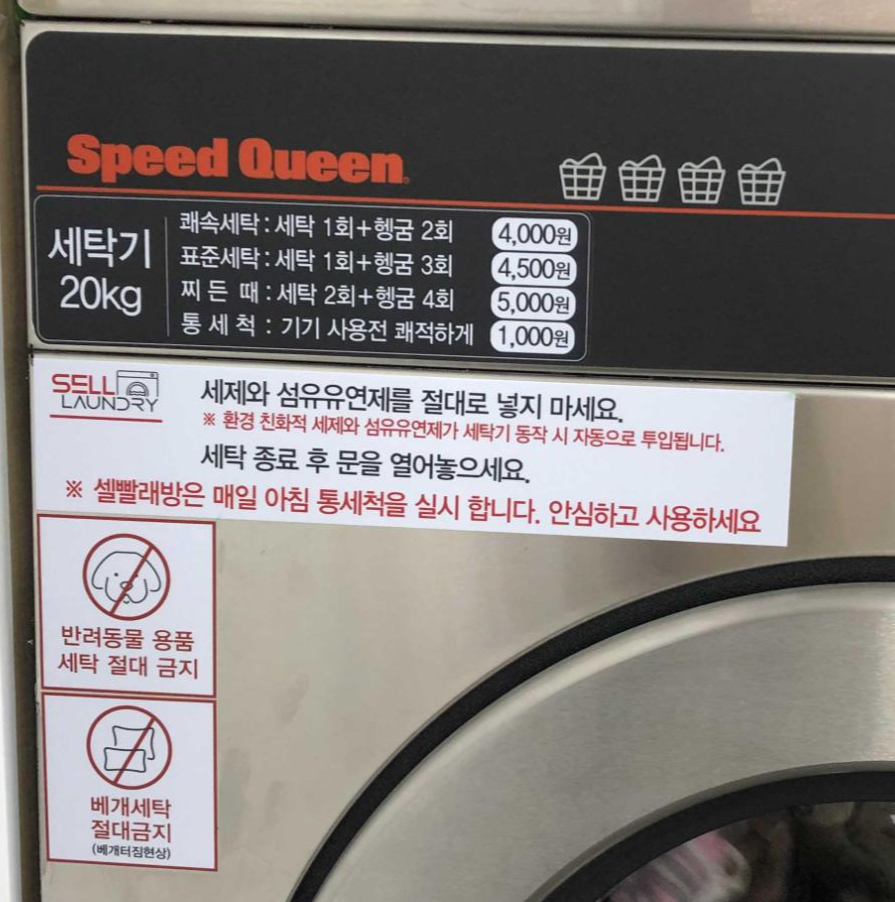 Speed Queen
세탁기
20kg
쾌속세탁 : 세탁 1회+헹굼 2회 4,000원
표준세탁 : 세탁 1회+헹굼 3회 4,500원
찌 든 때 : 세탁 2회+헹굼 4회 5,000원
통 세 척 : 기기 사용전 쾌적하게 1,000원
SELL
LAUNDRY
세제와 섬유유연제를 절대로 넣지 마세요.
※ 환경 친화적 세제와 섬유유연제가 세탁기 동작 시 자동으로 투입됩니다.
세탁 종료 후 문을 열어놓으세요.
※ 셀빨래방은 매일 아침 통세척을 실시 합니다. 안심하고 사용하세요
반려동물 용품
세탁 절대 금지
베개세탁
절대금지
(베개터짐현상)